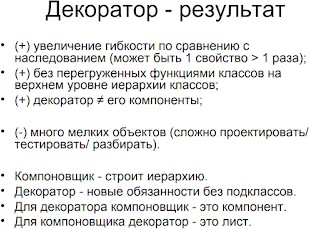 Декоратор - результат
• (+) увеличение гибкости по сравнению с
наследованием (может быть 1 свойство > 1 раза);
• (+) без перегруженных функциями классов на
верхнем уровне иерархии классов;
• (+) декоратор ≠ его компоненты;
• (-) много мелких объектов (сложно проектировать/
тестировать/ разбирать).
• Компоновщик - строит иерархию.
• Декоратор - новые обязанности без подклассов.
• Для декоратора компоновщик - это компонент.
• Для компоновщика декоратор - это лист.